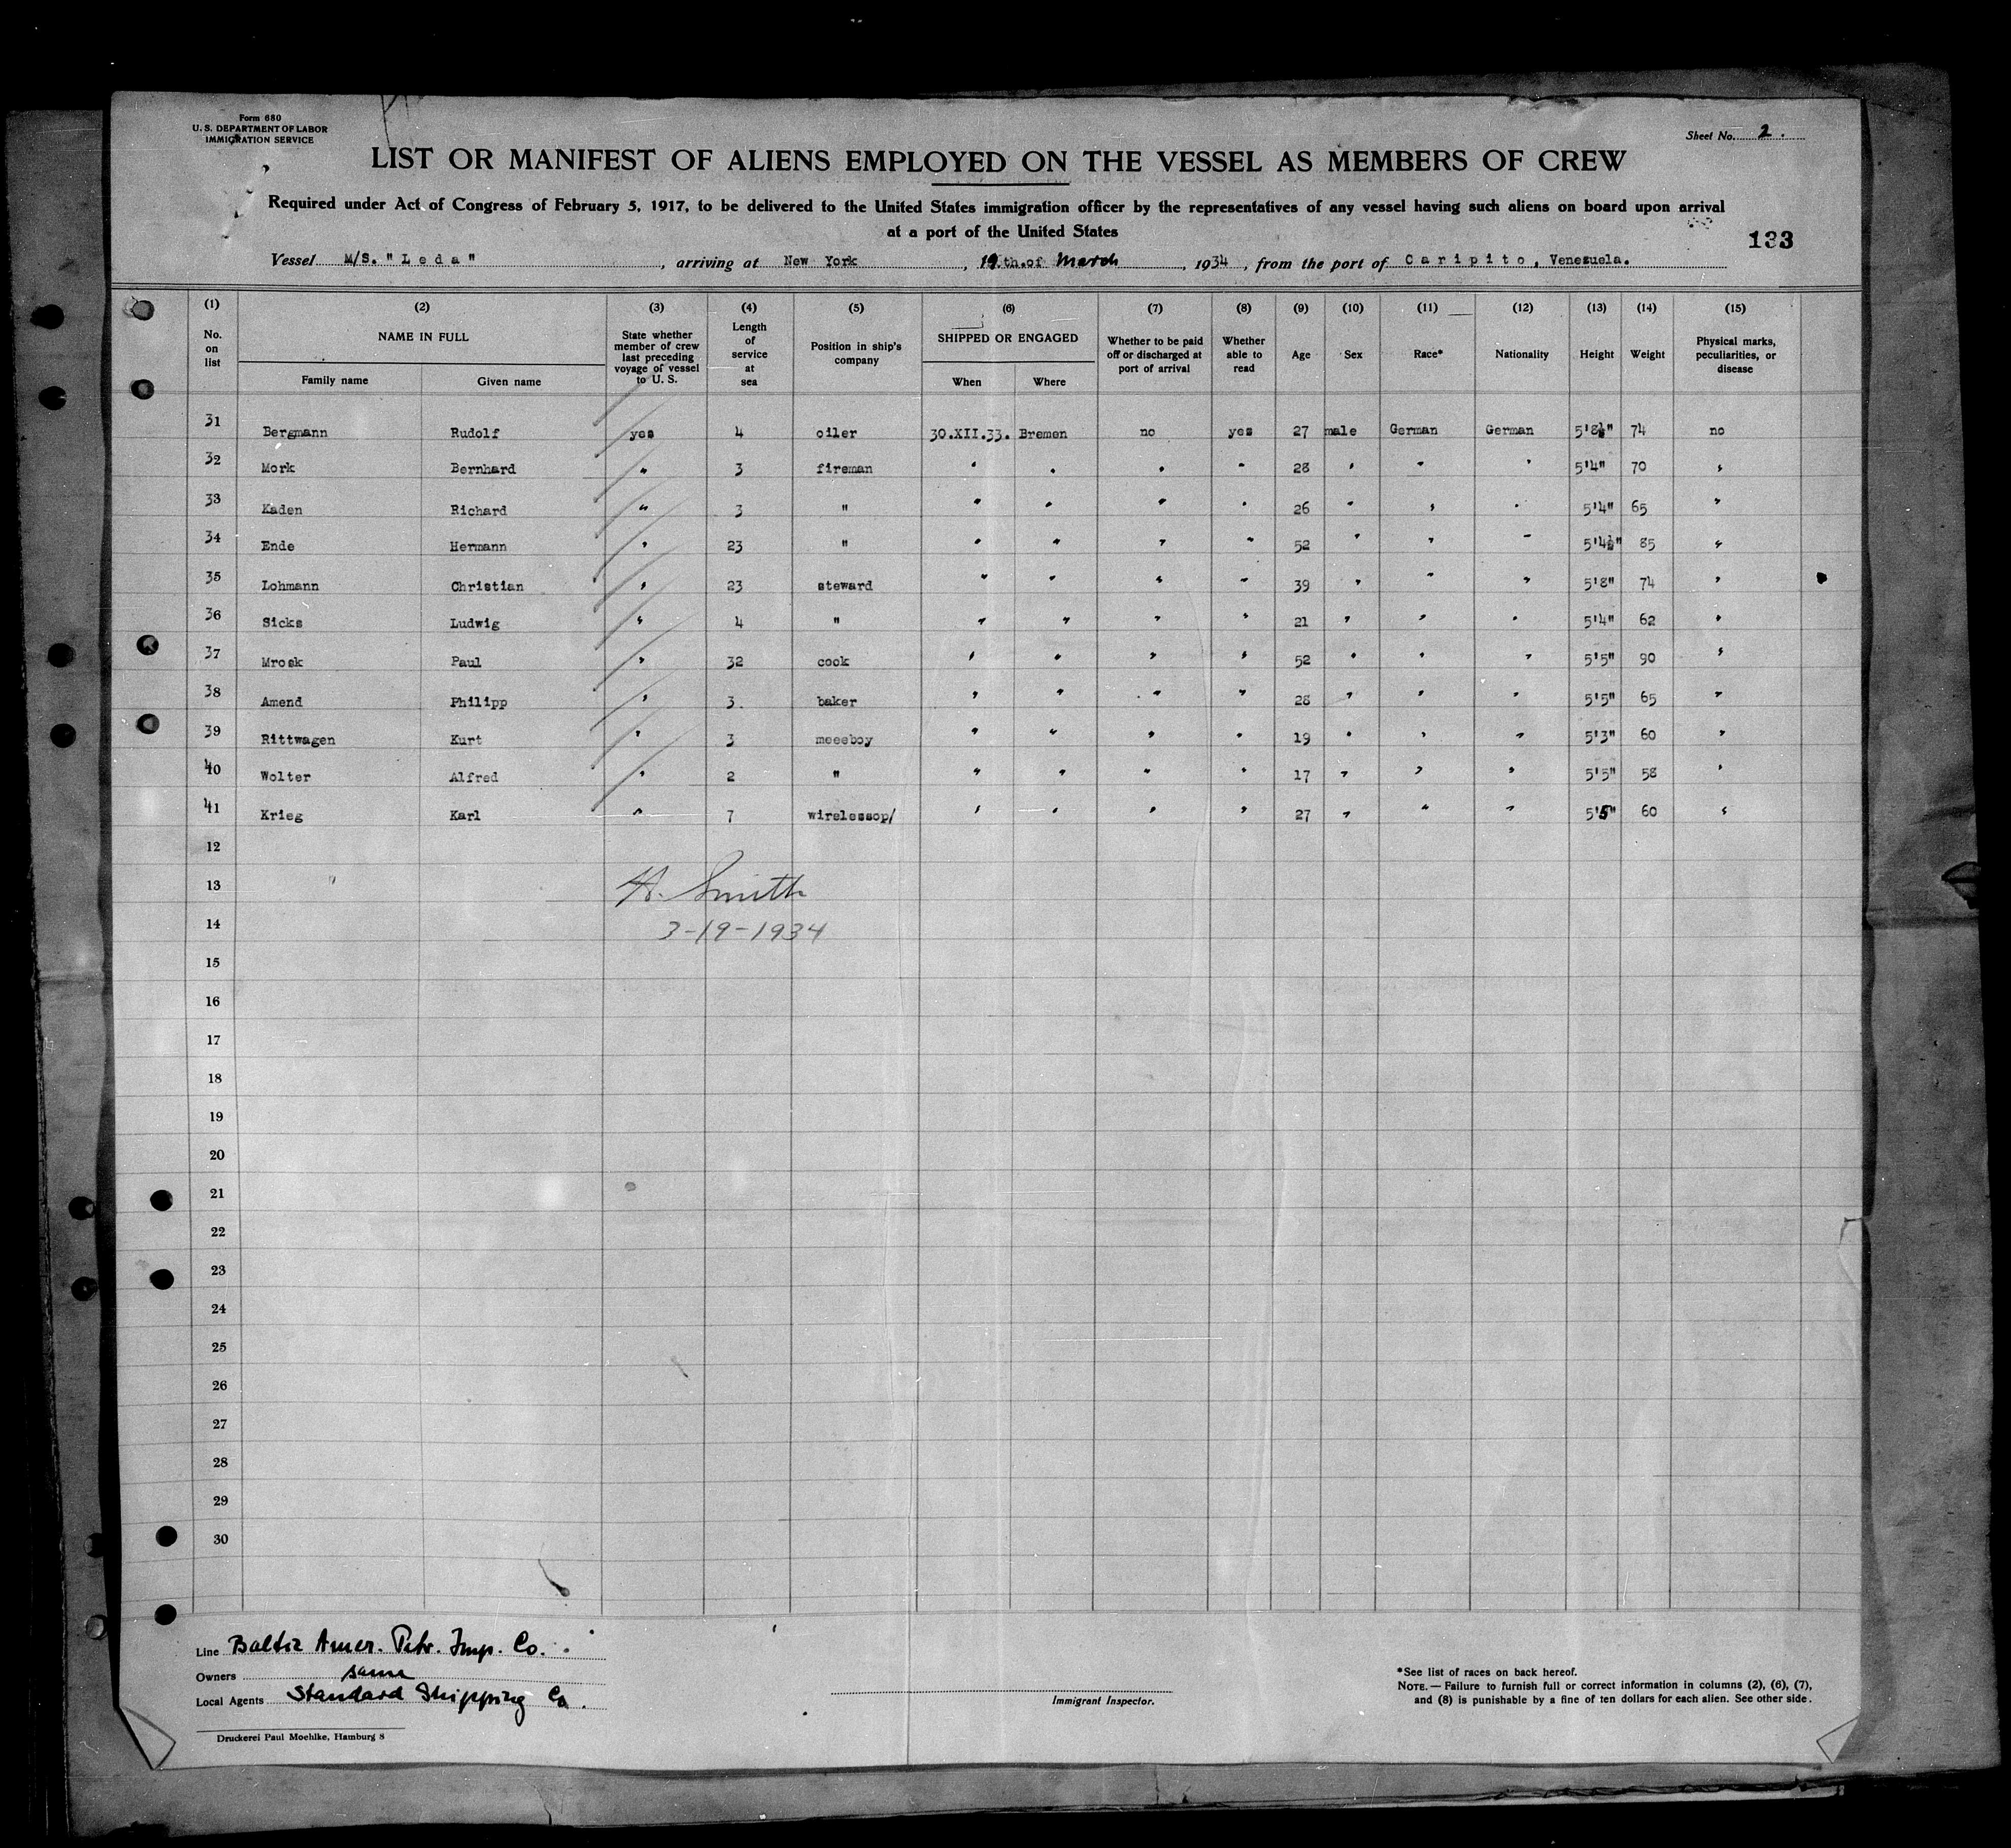 Form 680
U. S. DEPARTMENT OF LABOR
IMMIGRATION SERVICE
Sheet No. 2.
LIST OR MANIFEST OF ALIENS EMPLOYED ON THE VESSEL AS MEMBERS OF CREW
Required under Act of Congress of February 5, 1917, to be delivered to the United States immigration officer by the representatives of any vessel having such aliens on board upon arrival
at a port of the United States
133
Vessel M/S. "Leda", arriving at New York, 19th.of March, 1934, from the port of Caripito, Venezuela.
(1) (2) (3) (4) (5) (6) (7) (8) (9) (10) (11) (12) (13) (14) (15)
No. on list
NAME IN FULL
Family name Given name
State whether member of crew last preceding voyage of vessel to U. S.
Length of service at sea
Position in ship's company
SHIPPED OR ENGAGED
When Where
Whether to be paid off or discharged at port of arrival
Whether able to read
Age Sex Race* Nationality Height Weight
Physical marks, peculiarities, or disease
31 Bergmann Rudolf yes 4 oiler 30.XII.33. Bremen no yes 27 male German German 5'8½" 74 no
32 Mork Bernhard " 3 fireman " " " " 28 " " " 5'4" 70 "
33 Kaden Richard " 3 " " " " " 26 " " " 5'4" 65 "
34 Ende Hermann " 23 " " " " " 52 " " " 5'4½" 85 "
35 Lohmann Christian " 23 steward " " " " 39 " " " 5'8" 74 "
36 Sicks Ludwig " 4 " " " " " 21 " " " 5'4" 62 "
37 Mrosk Paul " 32 cook " " " " 52 " " " 5'5" 90 "
38 Amend Philipp " 3. baker " " " " 28 " " " 5'5" 65 "
39 Rittwagen Kurt " 3 meeeboy " " " " 19 " " " 5'3" 60 "
40 Wolter Alfred " 2 " " " " " 17 " " " 5'5" 58 "
41 Krieg Karl " 7 wirelessop/ " " " " 27 " " " 5'5" 60 "
12
13 H. Smith
14 3-19-1934
15
16
17
18
19
20
21
22
23
24
25
26
27
28
29
30
Line Baltic Amer. Petr. Imp. Co.
Owners same
Local Agents Standard Shipping Co.
Immigrant Inspector.
*See list of races on back hereof.
NOTE.—Failure to furnish full or correct information in columns (2), (6), (7),
and (8) is punishable by a fine of ten dollars for each alien. See other side.
Druckerei Paul Moehlke, Hamburg 8